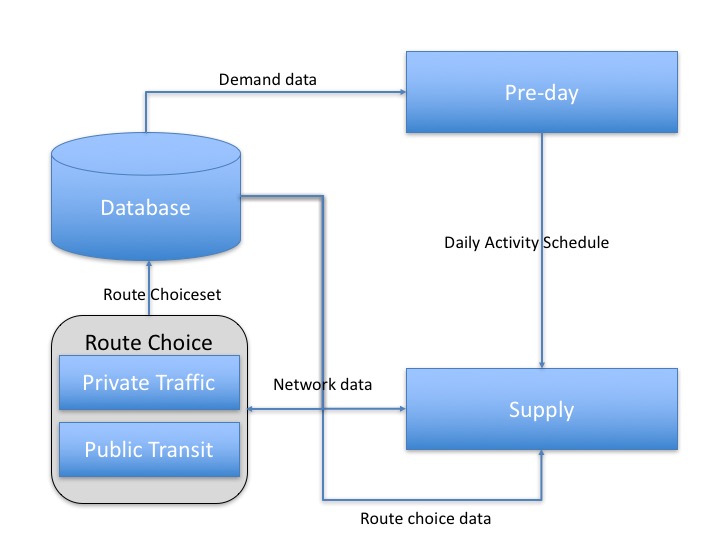 Demand data
Pre-day
Database
Daily Activity Schedule
Route Choiceset
Route Choice
Private Traffic
Network data
Supply
Public Transit
Route choice data